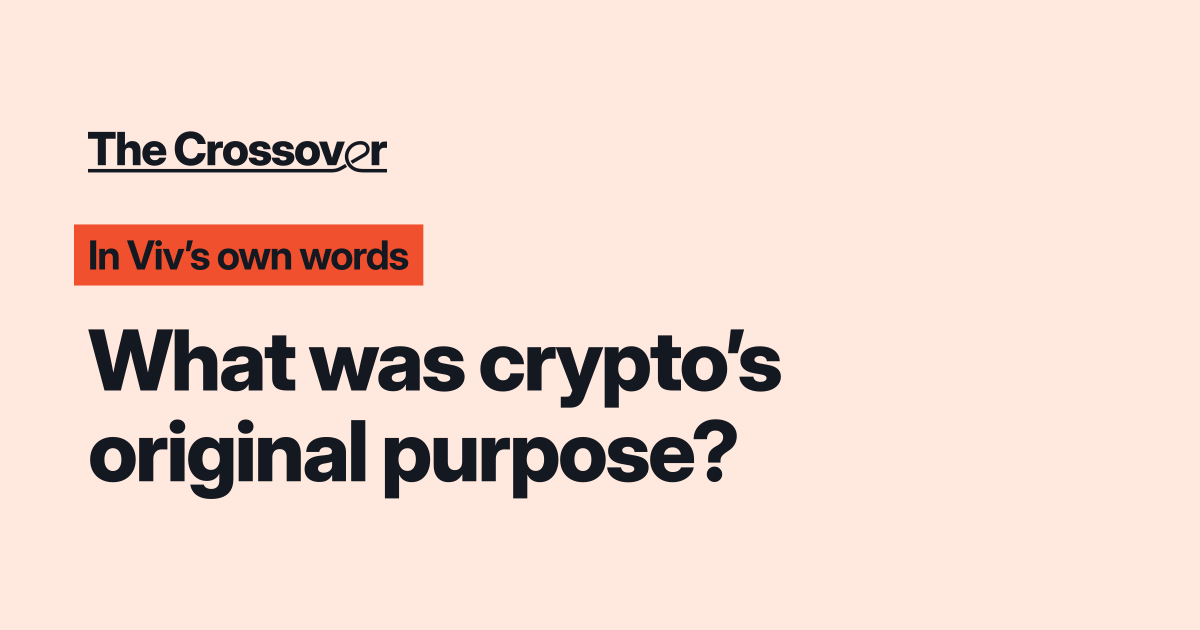 The Crossover
In Viv’s own words
What was crypto’s
original purpose?